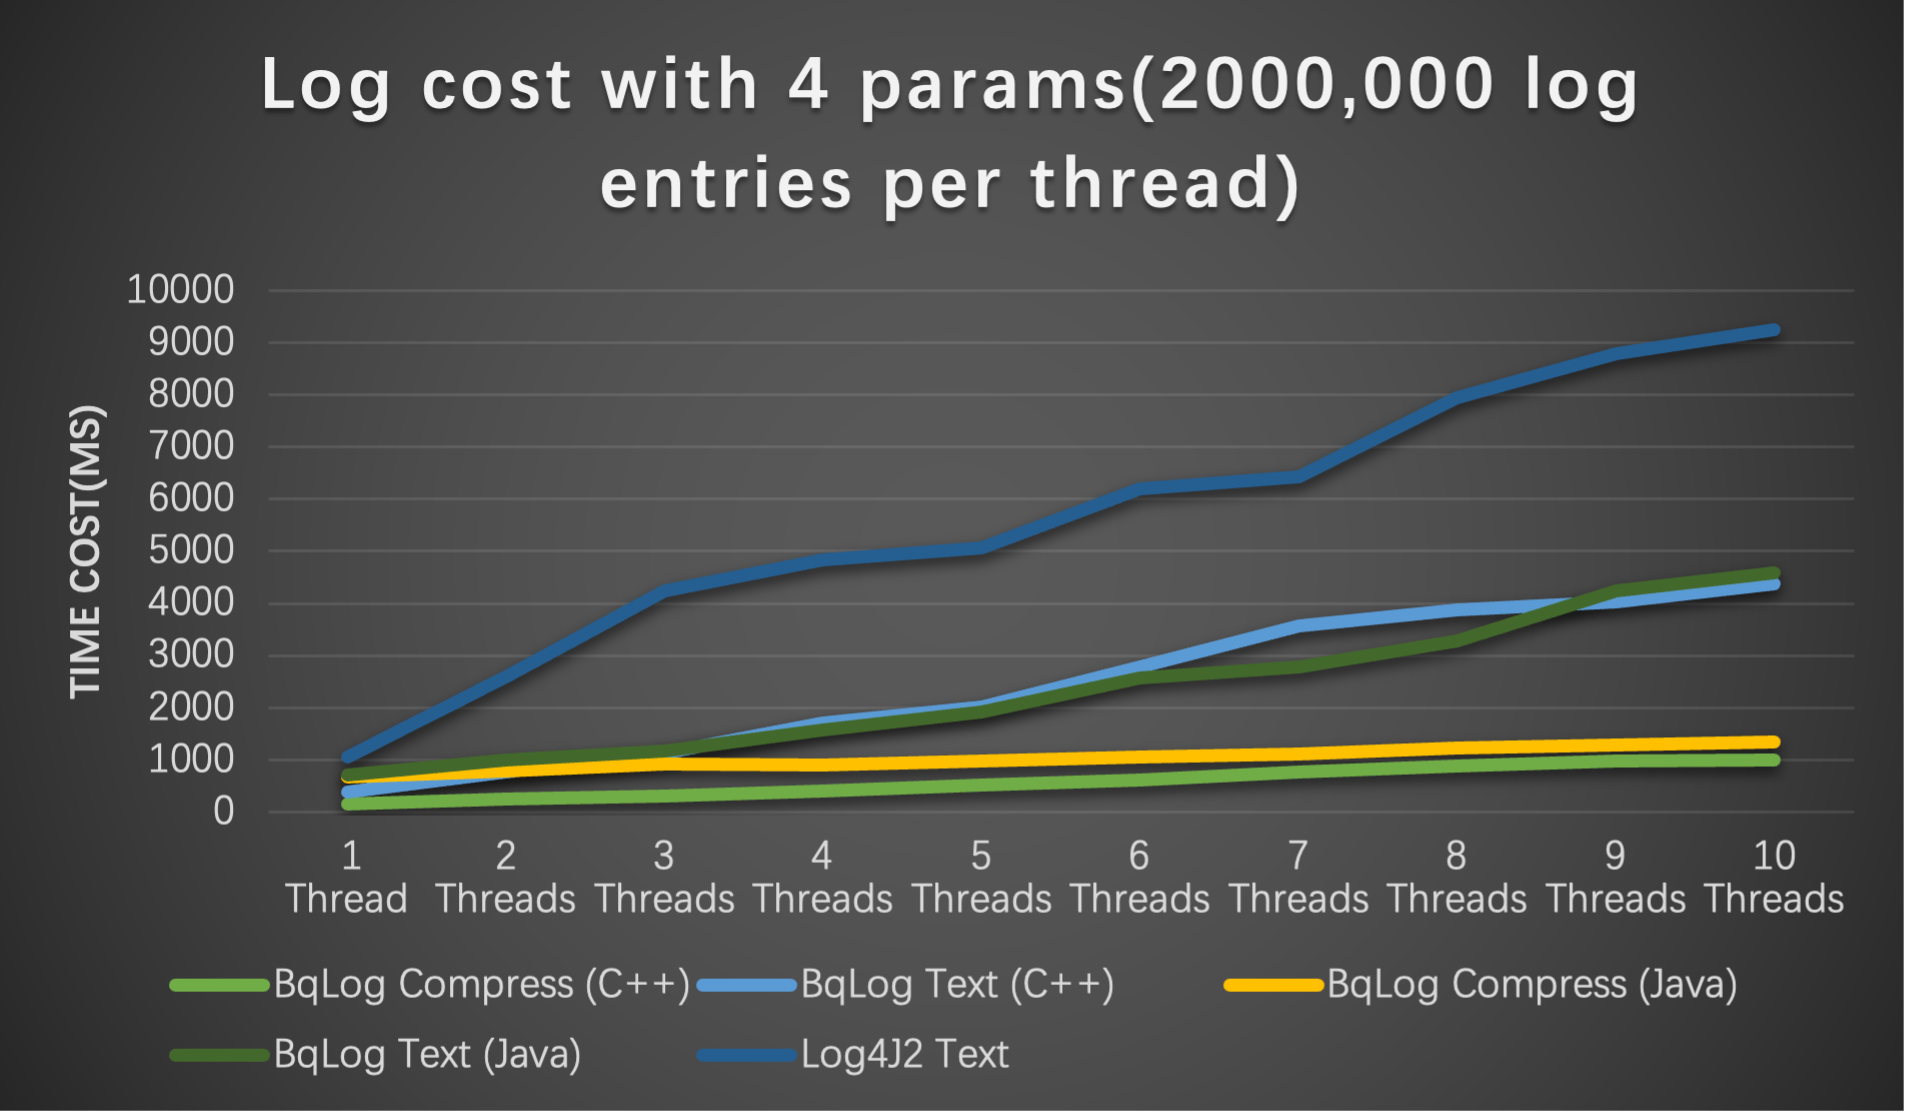 Log cost with 4 params(2000,000 log
entries per thread)
TIME COST(MS)
10000
9000
8000
7000
6000
5000
4000
3000
2000
1000
0
1 Thread
2 Threads
3 Threads
4 Threads
5 Threads
6 Threads
7 Threads
8 Threads
9 Threads
10 Threads
BqLog Compress (C++)
BqLog Text (C++)
BqLog Compress (Java)
BqLog Text (Java)
Log4J2 Text